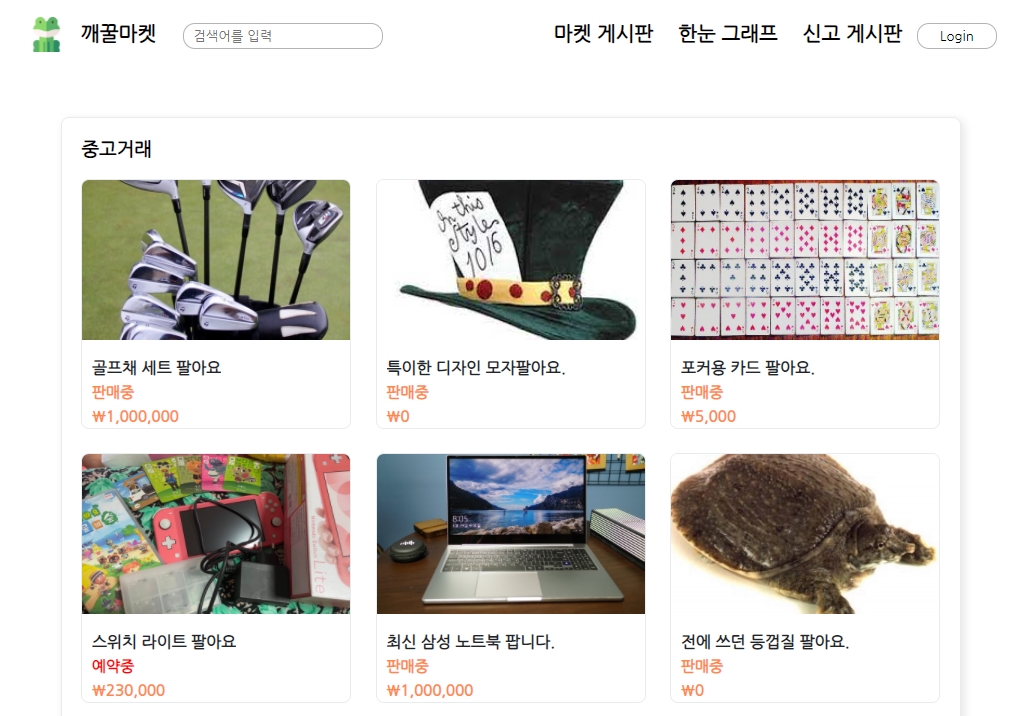 깨꿀마켓
검색어를 입력
마켓 게시판
한눈 그래프
신고 게시판
Login
중고거래
In this
Style
10/6
골프채 세트 팔아요
판매중
₩1,000,000
특이한 디자인 모자팔아요.
판매중
₩0
포커용 카드 팔아요.
판매중
₩5,000
Lite
8:05
스위치 라이트 팔아요
예약중
₩230,000
최신 삼성 노트북 팝니다.
판매중
₩1,000,000
전에 쓰던 등껍질 팔아요.
판매중
₩0